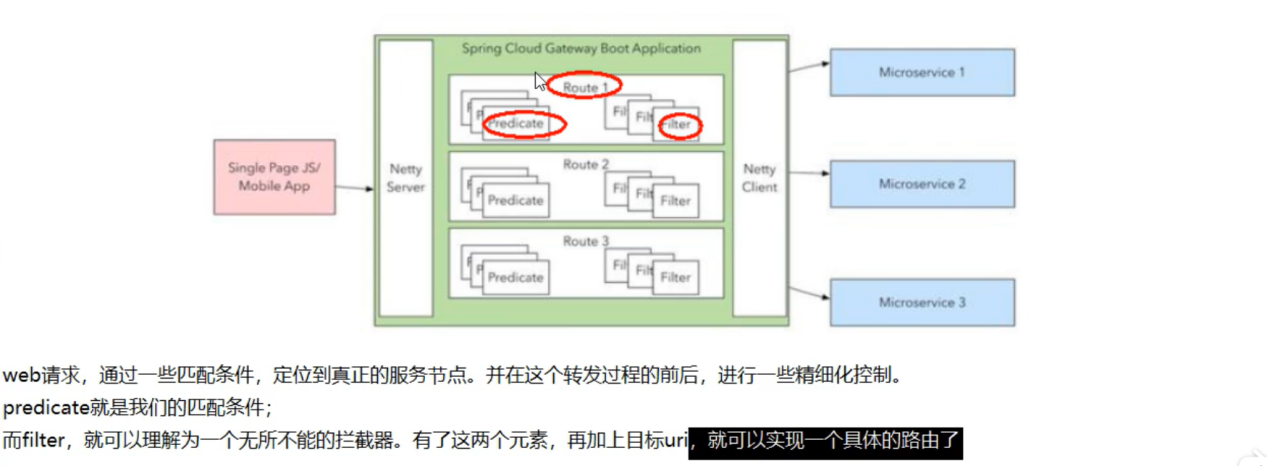 Spring Cloud Gateway Boot Application
Route 1
Predicate
Fil
Filt
Filter
Single Page JS/
Mobile App
Netty
Server
Route 2
Predicate
Fil
Filt
Filter
Netty
Client
Route 3
Predicate
Fil
Filt
Filter
Microservice 1
Microservice 2
Microservice 3
web请求，通过一些匹配条件，定位到真正的服务节点。并在这个转发过程的前后，进行一些精细化控制。
predicate就是我们的匹配条件；
而filter，就可以理解为一个无所不能的拦截器。有了这两个元素，再加上目标uri，就可以实现一个具体的路由了